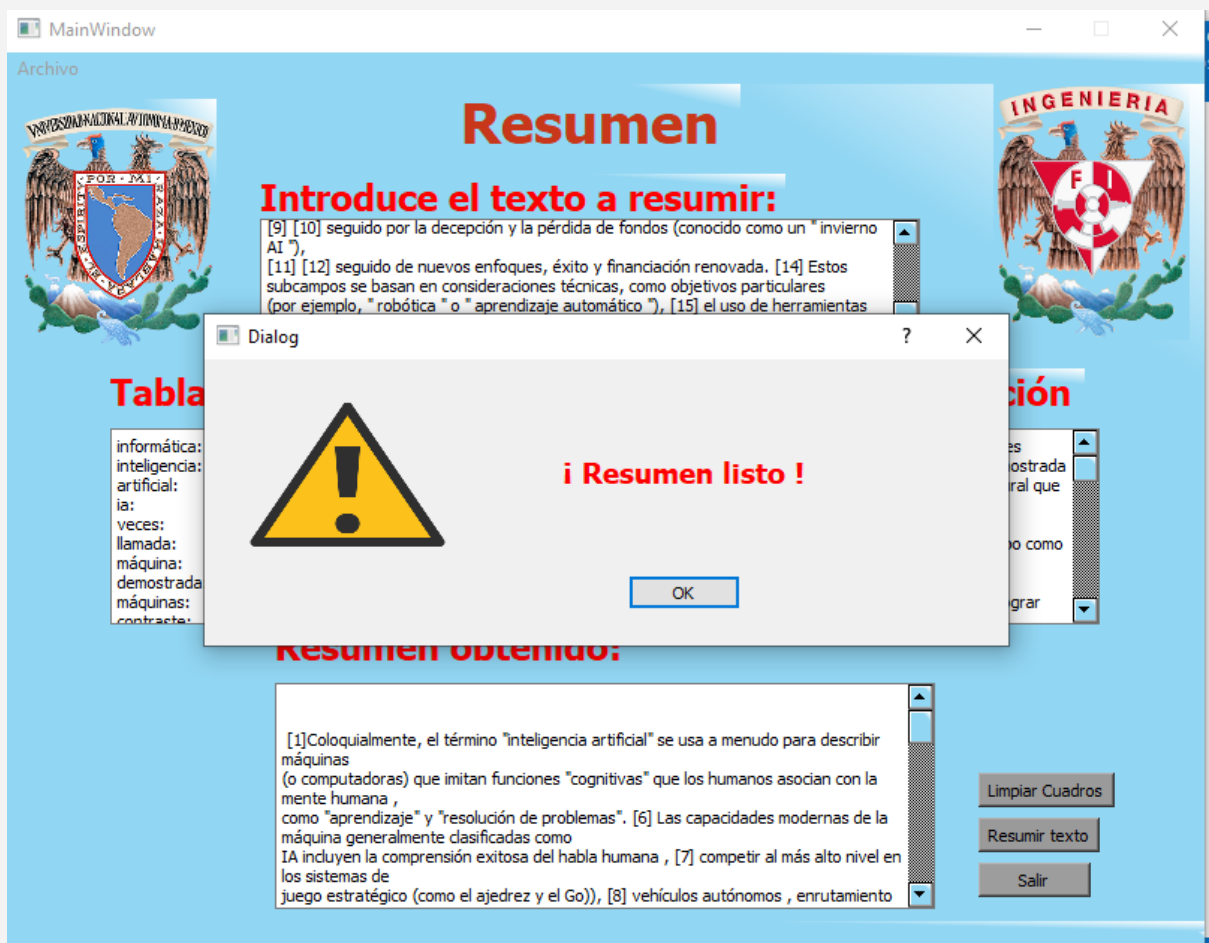 MainWindow
Archivo
INGENIERIA
POR MI RAZA HABLARA EL ESPIRITU
F I
Resumen
Introduce el texto a resumir:
[9] [10] seguido por la decepción y la pérdida de fondos (conocido como un " invierno
AI "),
[11] [12] seguido de nuevos enfoques, éxito y financiación renovada. [14] Estos
subcampos se basan en consideraciones técnicas, como objetivos particulares
(por ejemplo, " robótica " o " aprendizaje automático "), [15] el uso de herramientas
Dialog
?
¡ Resumen listo !
OK
Tabla
informática:
inteligencia:
artificial:
ia:
veces:
llamada:
máquina:
demostrada
máquinas:
contraste:
ción
es
ostrada
ral que
oo como
grar
Resumen obtenido:
[1]Coloquialmente, el término "inteligencia artificial" se usa a menudo para describir
máquinas
(o computadoras) que imitan funciones "cognitivas" que los humanos asocian con la
mente humana ,
como "aprendizaje" y "resolución de problemas". [6] Las capacidades modernas de la
máquina generalmente clasificadas como
IA incluyen la comprensión exitosa del habla humana , [7] competir al más alto nivel en
los sistemas de
juego estratégico (como el ajedrez y el Go)), [8] vehículos autónomos , enrutamiento
Limpiar Cuadros
Resumir texto
Salir